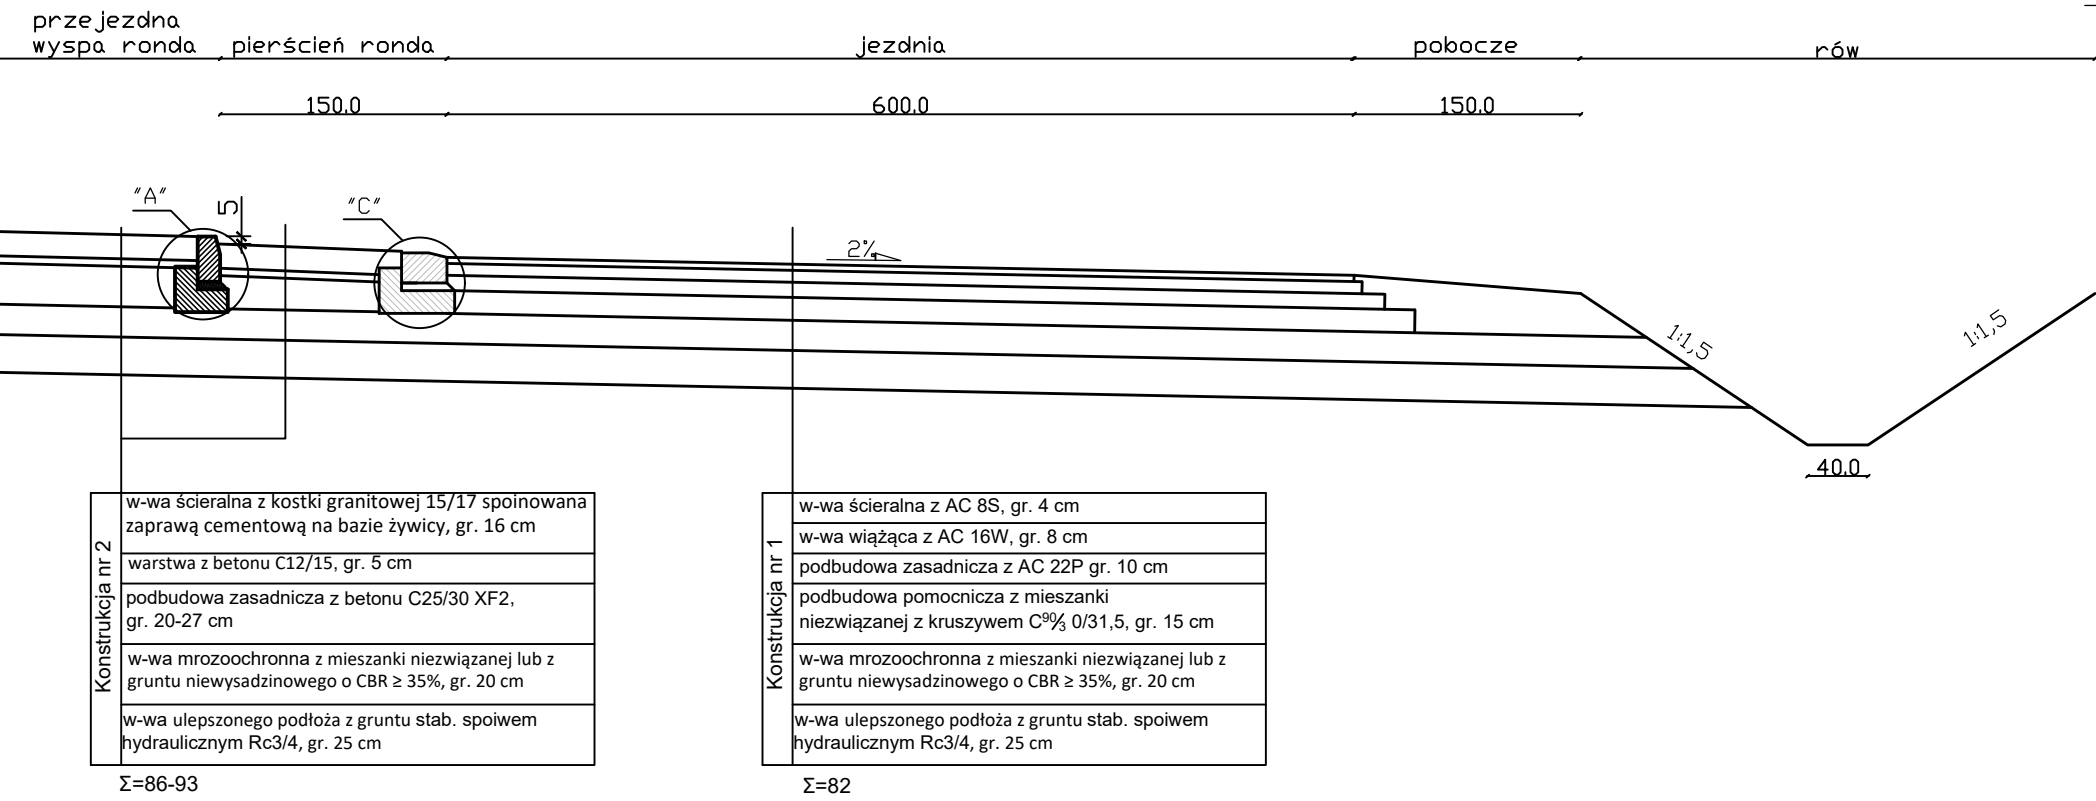 przejezdna
wyspa ronda
pierścień ronda
jezdnia
pobocze
rów
150.0
600.0
150.0
"A"
5
"C"
2%
1:1,5
1:1,5
40.0
Konstrukcja nr 2
w-wa ścieralna z kostki granitowej 15/17 spoinowana
zaprawą cementową na bazie żywicy, gr. 16 cm
warstwa z betonu C12/15, gr. 5 cm
podbudowa zasadnicza z betonu C25/30 XF2,
gr. 20-27 cm
w-wa mrozoochronna z mieszanki niezwiązanej lub z
gruntu niewysadzinowego o CBR ≥ 35%, gr. 20 cm
w-wa ulepszonego podłoża z gruntu stab. spoiwem
hydraulicznym Rc3/4, gr. 25 cm
Σ=86-93
Konstrukcja nr 1
w-wa ścieralna z AC 8S, gr. 4 cm
w-wa wiążąca z AC 16W, gr. 8 cm
podbudowa zasadnicza z AC 22P gr. 10 cm
podbudowa pomocnicza z mieszanki
niezwiązanej z kruszywem C⁹⁰⁄₃ 0/31,5, gr. 15 cm
w-wa mrozoochronna z mieszanki niezwiązanej lub z
gruntu niewysadzinowego o CBR ≥ 35%, gr. 20 cm
w-wa ulepszonego podłoża z gruntu stab. spoiwem
hydraulicznym Rc3/4, gr. 25 cm
Σ=82